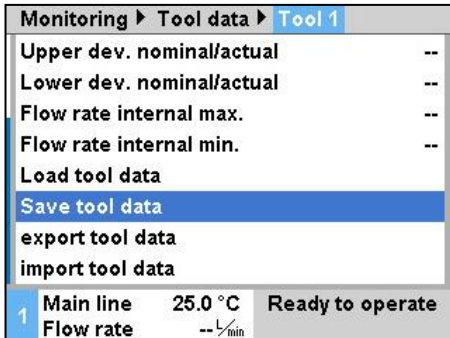 Monitoring ▶ Tool data ▶ Tool 1
Upper dev. nominal/actual --
Lower dev. nominal/actual --
Flow rate internal max. --
Flow rate internal min. --
Load tool data
Save tool data
export tool data
import tool data
1 Main line 25.0 °C Ready to operate
Flow rate -- L/min